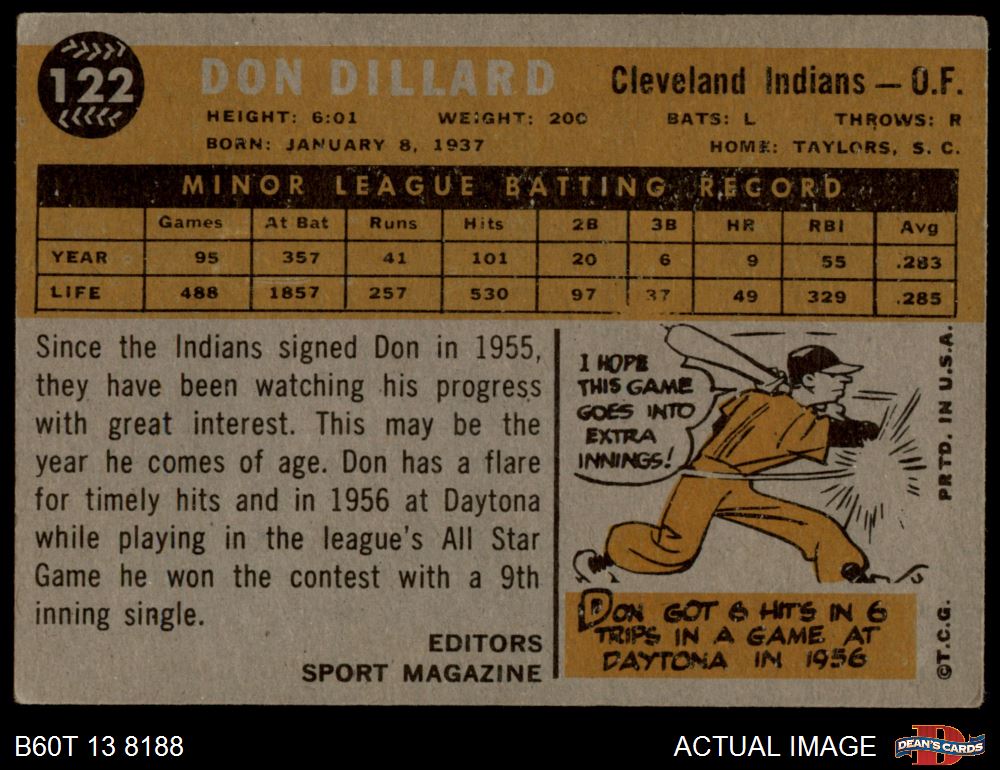 122
DON DILLARD
Cleveland Indians — O.F.
HEIGHT: 6:01 WEIGHT: 200 BATS: L THROWS: R
BORN: JANUARY 8, 1937 HOME: TAYLORS, S. C.
MINOR LEAGUE BATTING RECORD
Games At Bat Runs Hits 2B 3B HR RBI Avg
YEAR 95 357 41 101 20 6 9 55 .283
LIFE 488 1857 257 530 97 37 49 329 .285
Since the Indians signed Don in 1955,
they have been watching his progress
with great interest. This may be the
year he comes of age. Don has a flare
for timely hits and in 1956 at Daytona
while playing in the league's All Star
Game he won the contest with a 9th
inning single.
EDITORS
SPORT MAGAZINE
I HOPE
THIS GAME
GOES INTO
EXTRA
INNINGS!
DON GOT 6 HITS IN 6
TRIPS IN A GAME AT
DAYTONA IN 1956
PRTD. IN U.S.A.
©T.C.G.
B60T 13 8188
ACTUAL IMAGE
DEAN'S CARDS